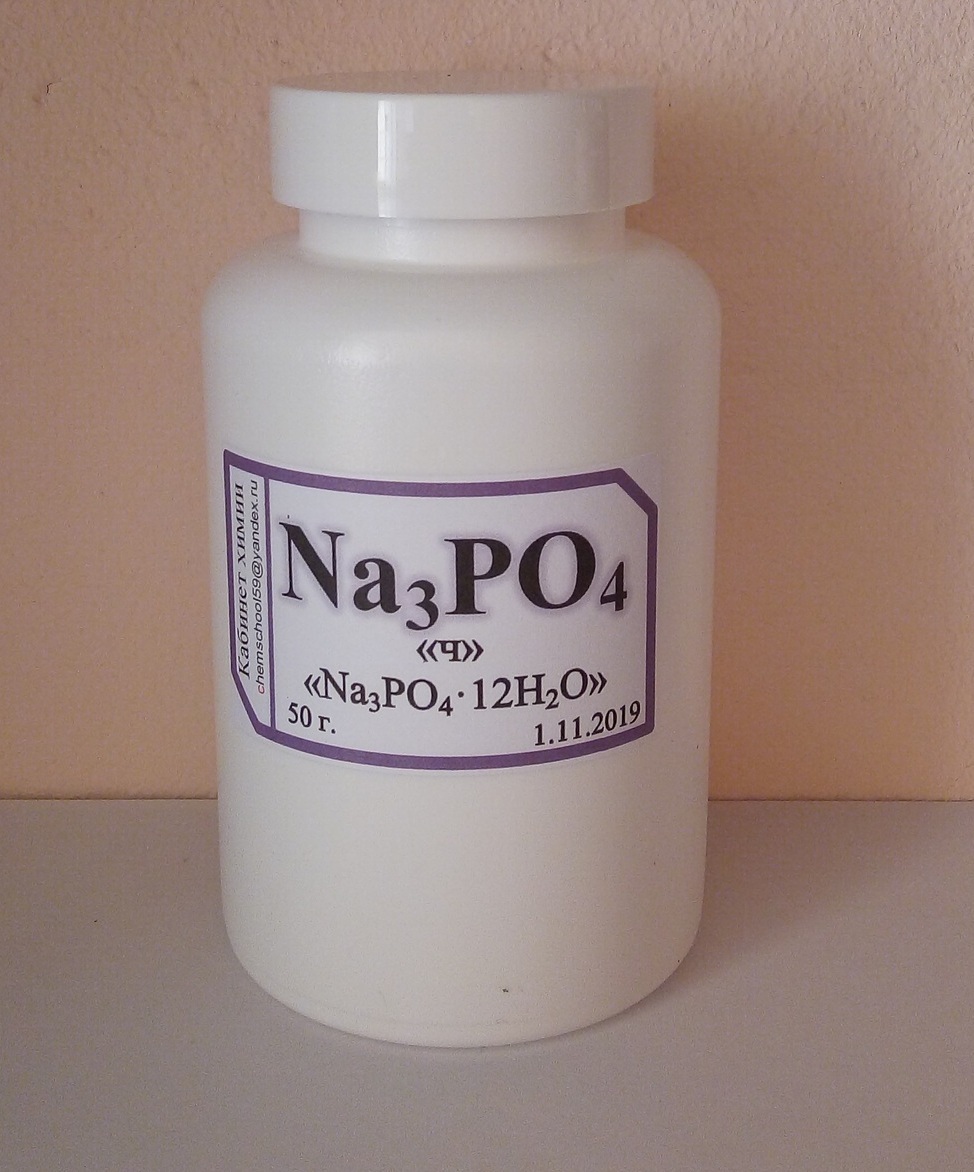 Кабинет химии
chemschool59@yandex.ru
Na₃PO₄
«ч»
«Na₃PO₄·12H₂O»
50 г.
1.11.2019